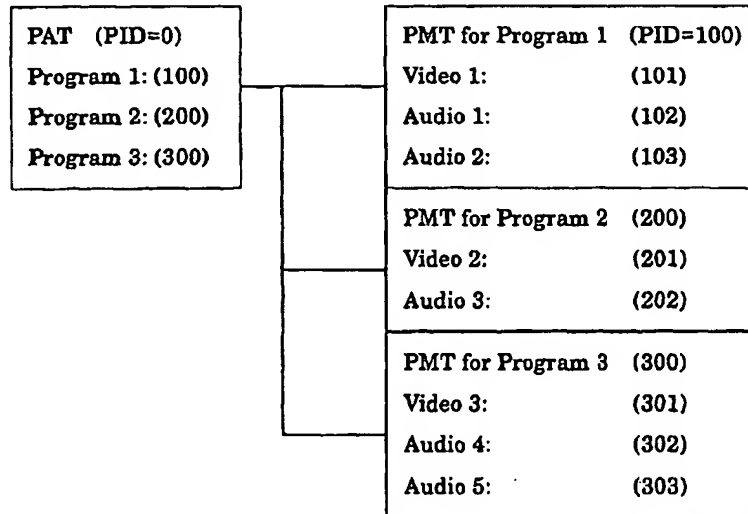 PAT (PID=0)
Program 1: (100)
Program 2: (200)
Program 3: (300)
PMT for Program 1 (PID=100)
Video 1: (101)
Audio 1: (102)
Audio 2: (103)
PMT for Program 2 (200)
Video 2: (201)
Audio 3: (202)
PMT for Program 3 (300)
Video 3: (301)
Audio 4: (302)
Audio 5: (303)